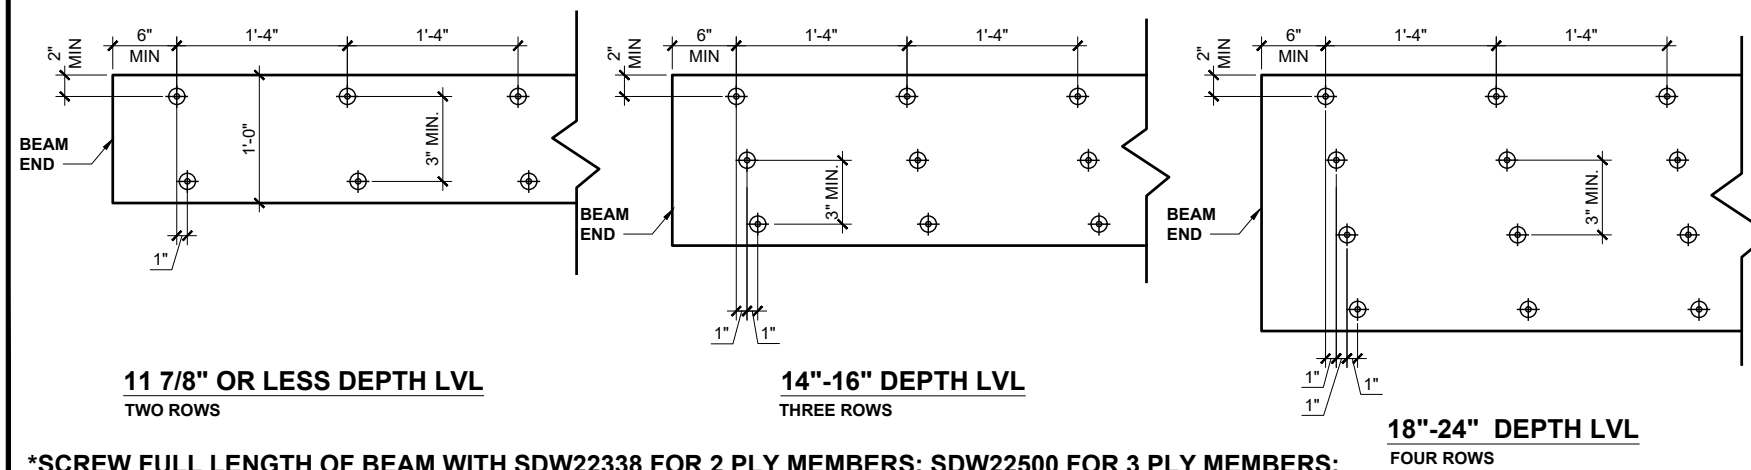 6"
MIN
1'-4"
1'-4"
2"
MIN
BEAM
END
1'-0"
3" MIN.
1"
11 7/8" OR LESS DEPTH LVL
TWO ROWS
6"
MIN
1'-4"
1'-4"
2"
MIN
BEAM
END
3" MIN.
1"
1"
14"-16" DEPTH LVL
THREE ROWS
6"
MIN
1'-4"
1'-4"
2"
MIN
BEAM
END
3" MIN.
1"
1"
1"
18"-24" DEPTH LVL
FOUR ROWS
*SCREW FULL LENGTH OF BEAM WITH SDW22338 FOR 2 PLY MEMBERS; SDW22500 FOR 3 PLY MEMBERS;